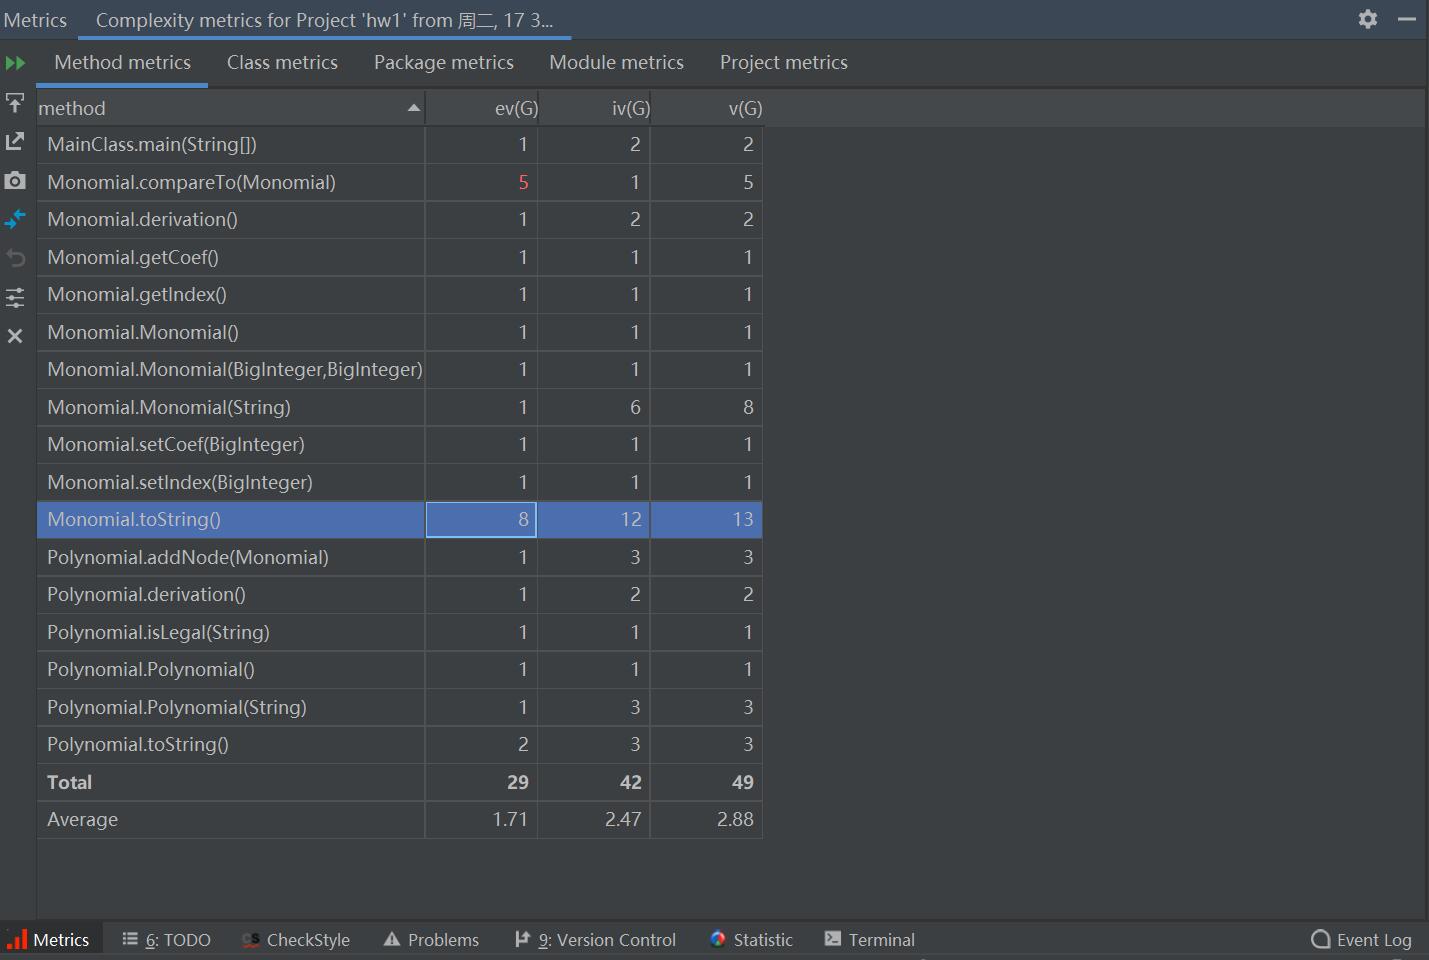 Metrics Complexity metrics for Project 'hw1' from 周二, 17 3...
Method metrics Class metrics Package metrics Module metrics Project metrics
method ev(G) iv(G) v(G)
MainClass.main(String[]) 1 2 2
Monomial.compareTo(Monomial) 5 1 5
Monomial.derivation() 1 2 2
Monomial.getCoef() 1 1 1
Monomial.getIndex() 1 1 1
Monomial.Monomial() 1 1 1
Monomial.Monomial(BigInteger,BigInteger) 1 1 1
Monomial.Monomial(String) 1 6 8
Monomial.setCoef(BigInteger) 1 1 1
Monomial.setIndex(BigInteger) 1 1 1
Monomial.toString() 8 12 13
Polynomial.addNode(Monomial) 1 3 3
Polynomial.derivation() 1 2 2
Polynomial.isLegal(String) 1 1 1
Polynomial.Polynomial() 1 1 1
Polynomial.Polynomial(String) 1 3 3
Polynomial.toString() 2 3 3
Total 29 42 49
Average 1.71 2.47 2.88
Metrics 6: TODO CS CheckStyle Problems 9: Version Control Statistic Terminal Event Log